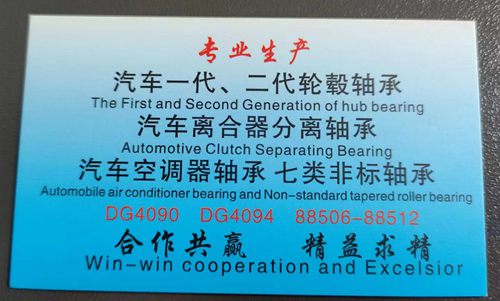 专业生产
汽车一代、二代轮毂轴承
The First and Second Generation of hub bearing
汽车离合器分离轴承
Automotive Clutch Separating Bearing
汽车空调器轴承 七类非标轴承
Automobile air conditioner bearing and Non-standard tapered roller bearing
DG4090 DG4094 88506-88512
合作共赢 精益求精
Win-win cooperation and Excelsior